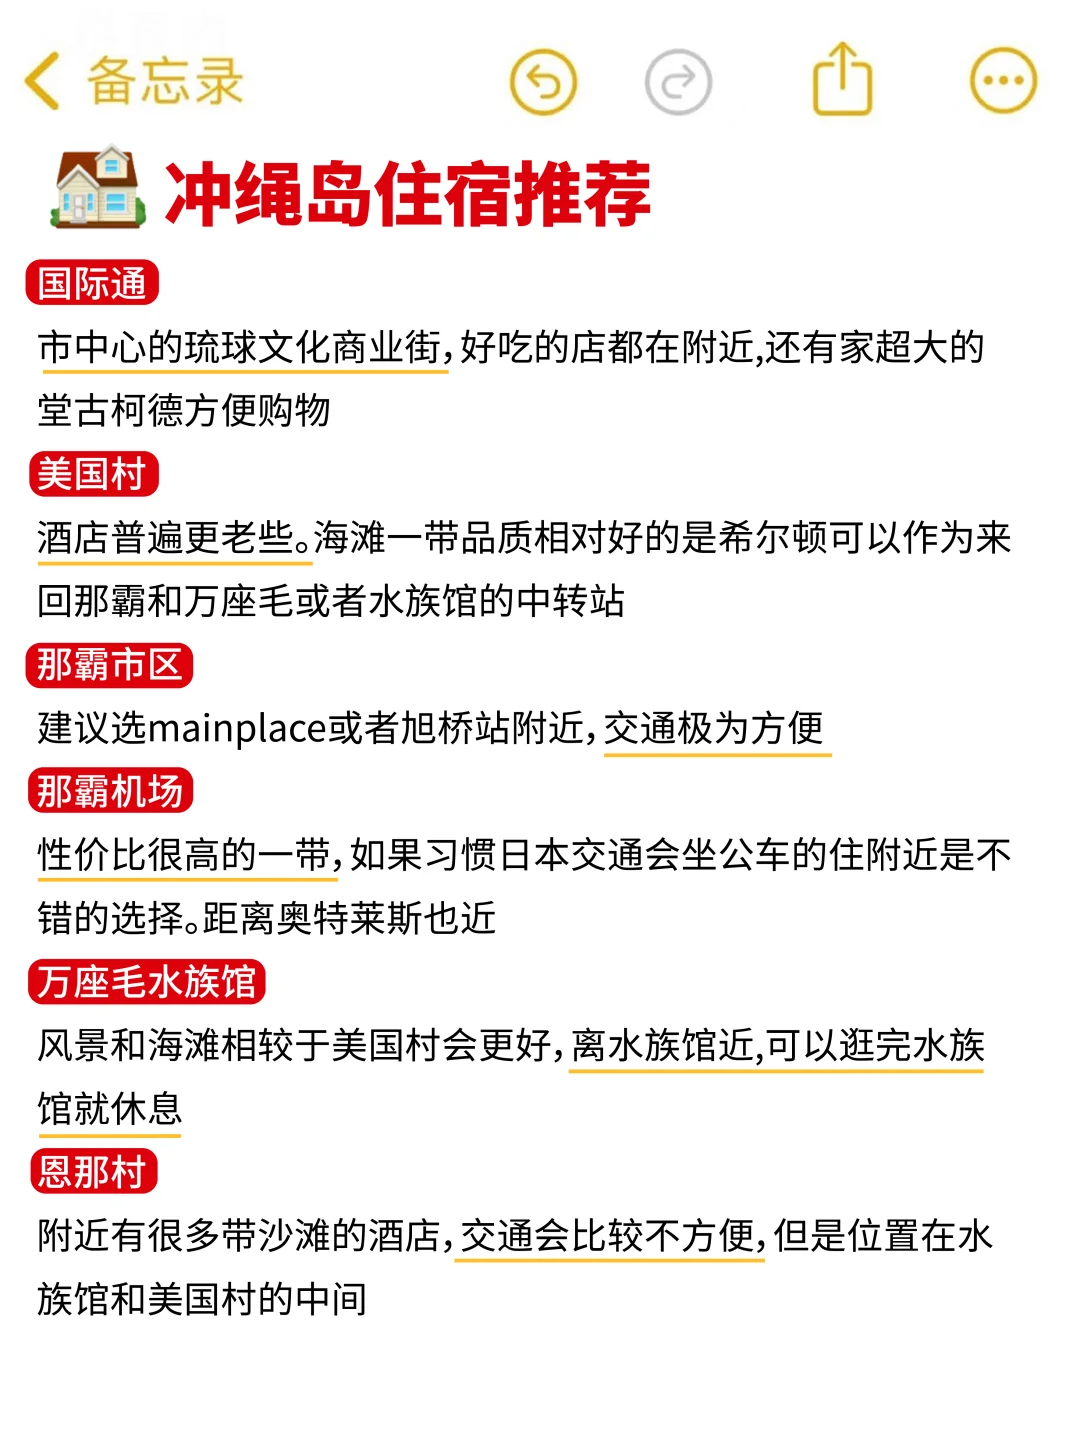 备忘录
冲绳岛住宿推荐
国际通
市中心的琉球文化商业街,好吃的店都在附近,还有家超大的
堂古柯德方便购物
美国村
酒店普遍更老些。海滩一带品质相对好的是希尔顿可以作为来
回那霸和万座毛或者水族馆的中转站
那霸市区
建议选mainplace或者旭桥站附近,交通极为方便
那霸机场
性价比很高的一带,如果习惯日本交通会坐公车的住附近是不
错的选择。距离奥特莱斯也近
万座毛水族馆
风景和海滩相较于美国村会更好,离水族馆近,可以逛完水族
馆就休息
恩那村
附近有很多带沙滩的酒店,交通会比较不方便,但是位置在水
族馆和美国村的中间